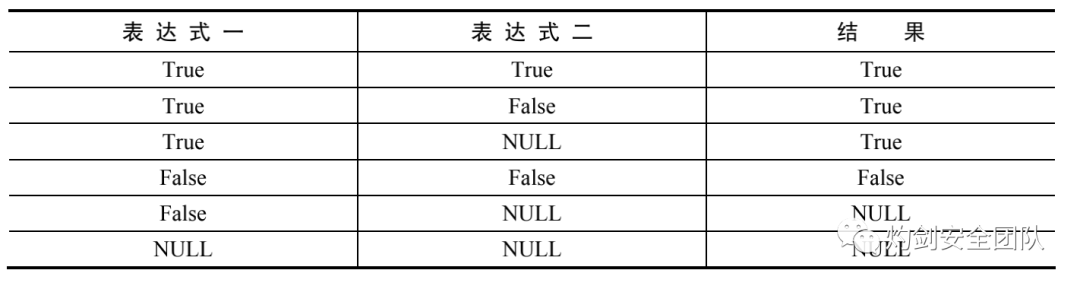 表达式一 表达式二 结果
True True True
True False True
True NULL True
False False False
False NULL NULL
NULL NULL NULL
灼剑安全团队